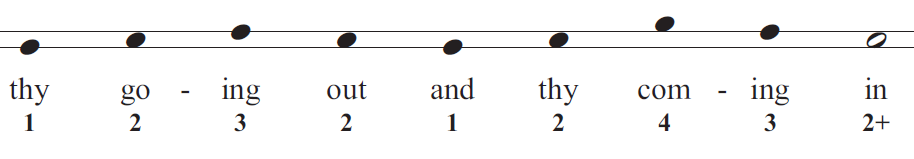 thy go - ing out and thy com - ing in
1 2 3 2 1 2 4 3 2+